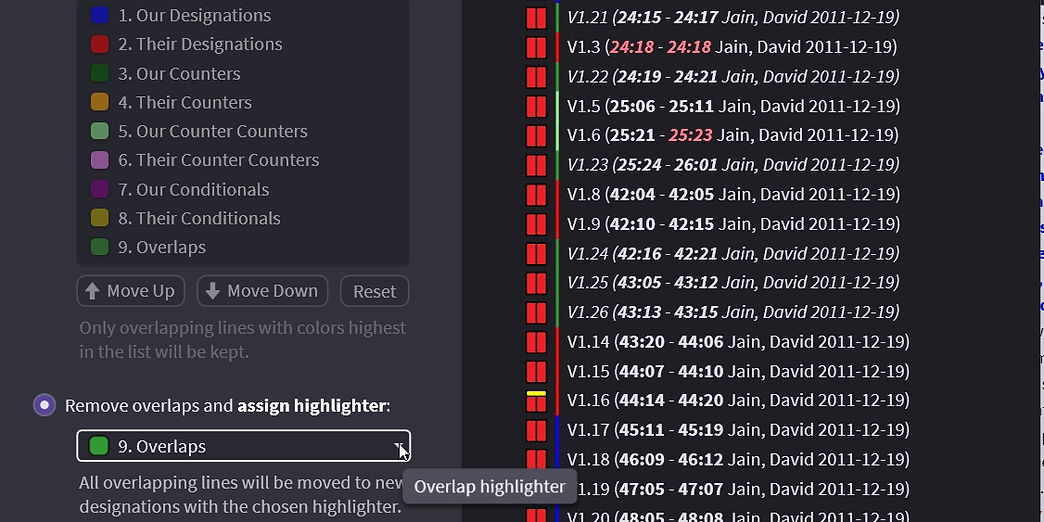 1. Our Designations
2. Their Designations
3. Our Counters
4. Their Counters
5. Our Counter Counters
6. Their Counter Counters
7. Our Conditionals
8. Their Conditionals
9. Overlaps
Move Up
Move Down
Reset
Only overlapping lines with colors highest
in the list will be kept.
Remove overlaps and assign highlighter:
9. Overlaps
All overlapping lines will be moved to new
designations with the chosen highlighter.
Overlap highlighter
V1.21 (24:15 - 24:17 Jain, David 2011-12-19)
V1.3 (24:18 - 24:18 Jain, David 2011-12-19)
V1.22 (24:19 - 24:21 Jain, David 2011-12-19)
V1.5 (25:06 - 25:11 Jain, David 2011-12-19)
V1.6 (25:21 - 25:23 Jain, David 2011-12-19)
V1.23 (25:24 - 26:01 Jain, David 2011-12-19)
V1.8 (42:04 - 42:05 Jain, David 2011-12-19)
V1.9 (42:10 - 42:15 Jain, David 2011-12-19)
V1.24 (42:16 - 42:21 Jain, David 2011-12-19)
V1.25 (43:05 - 43:12 Jain, David 2011-12-19)
V1.26 (43:13 - 43:15 Jain, David 2011-12-19)
V1.14 (43:20 - 44:06 Jain, David 2011-12-19)
V1.15 (44:07 - 44:10 Jain, David 2011-12-19)
V1.16 (44:14 - 44:20 Jain, David 2011-12-19)
V1.17 (45:11 - 45:19 Jain, David 2011-12-19)
V1.18 (46:09 - 46:12 Jain, David 2011-12-19)
.19 (47:05 - 47:07 Jain, David 2011-12-19)
V1.20 (48:05 - 48:08 Jain, David 2011-12-19)